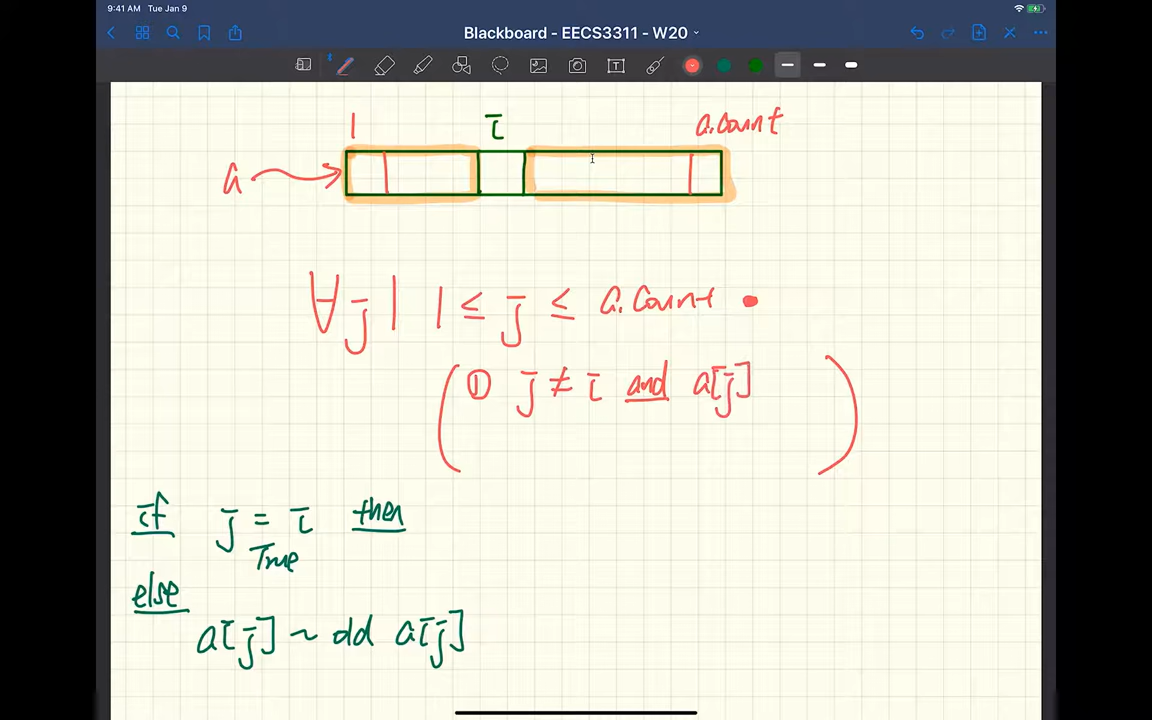 9:41 AM Tue Jan 9
Blackboard - EECS3311 - W20
1 i a.count
a
∀j | 1 ≤ j ≤ a.count •
( ① j ≠ i and a[j] )
if j = i then
True
else
a[j] ~ old a[j]